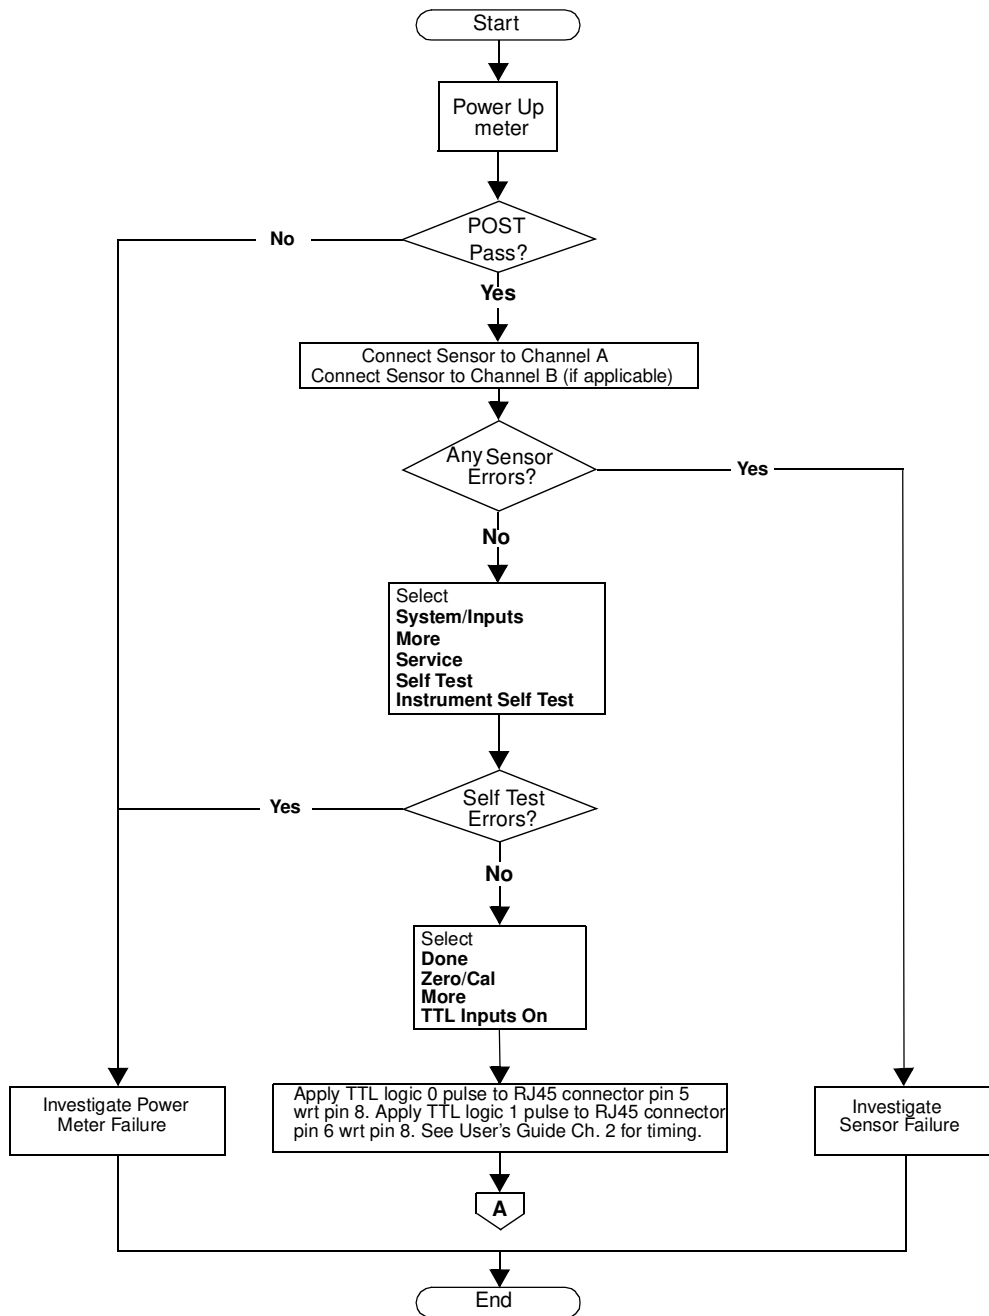 Start
Power Up
meter
POST
Pass?
No
Yes
Connect Sensor to Channel A
Connect Sensor to Channel B (if applicable)
Any Sensor
Errors?
Yes
No
Select
System/Inputs
More
Service
Self Test
Instrument Self Test
Self Test
Errors?
Yes
No
Select
Done
Zero/Cal
More
TTL Inputs On
Investigate Power
Meter Failure
Apply TTL logic 0 pulse to RJ45 connector pin 5
wrt pin 8. Apply TTL logic 1 pulse to RJ45 connector
pin 6 wrt pin 8. See User's Guide Ch. 2 for timing.
Investigate
Sensor Failure
A
End